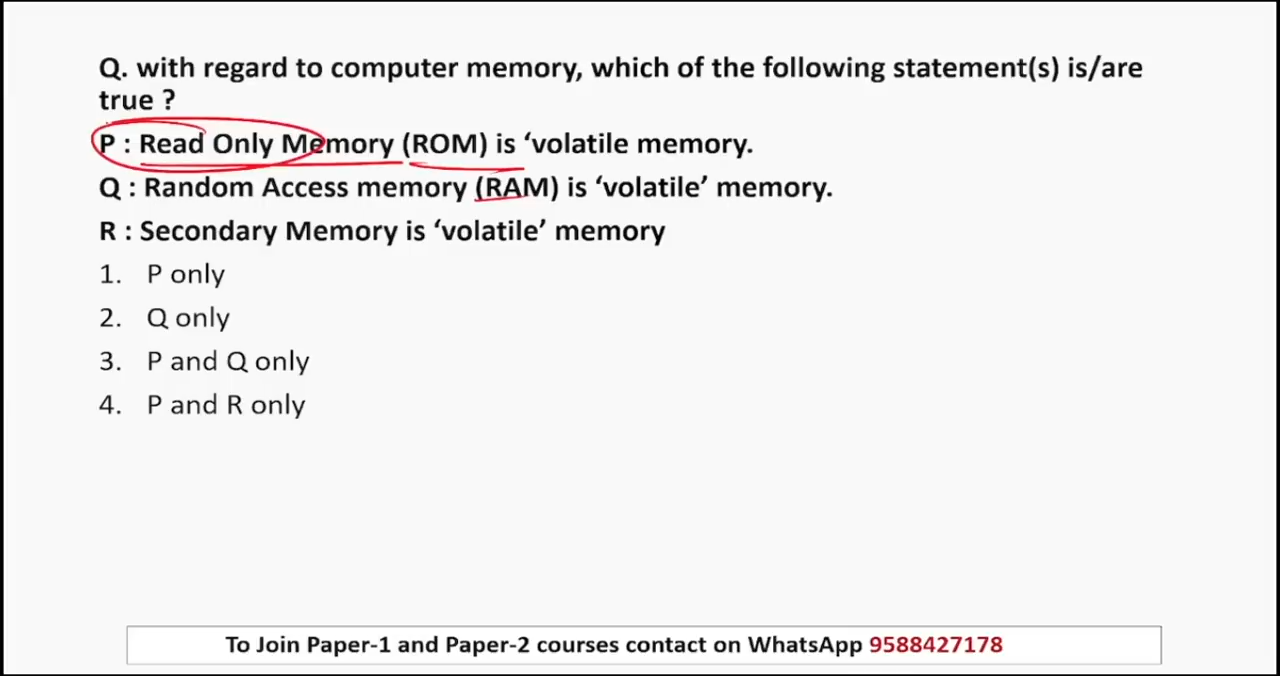 Q. with regard to computer memory, which of the following statement(s) is/are
true ?
P : Read Only Memory (ROM) is ‘volatile memory.
Q : Random Access memory (RAM) is ‘volatile’ memory.
R : Secondary Memory is ‘volatile’ memory
1. P only
2. Q only
3. P and Q only
4. P and R only
To Join Paper-1 and Paper-2 courses contact on WhatsApp 9588427178